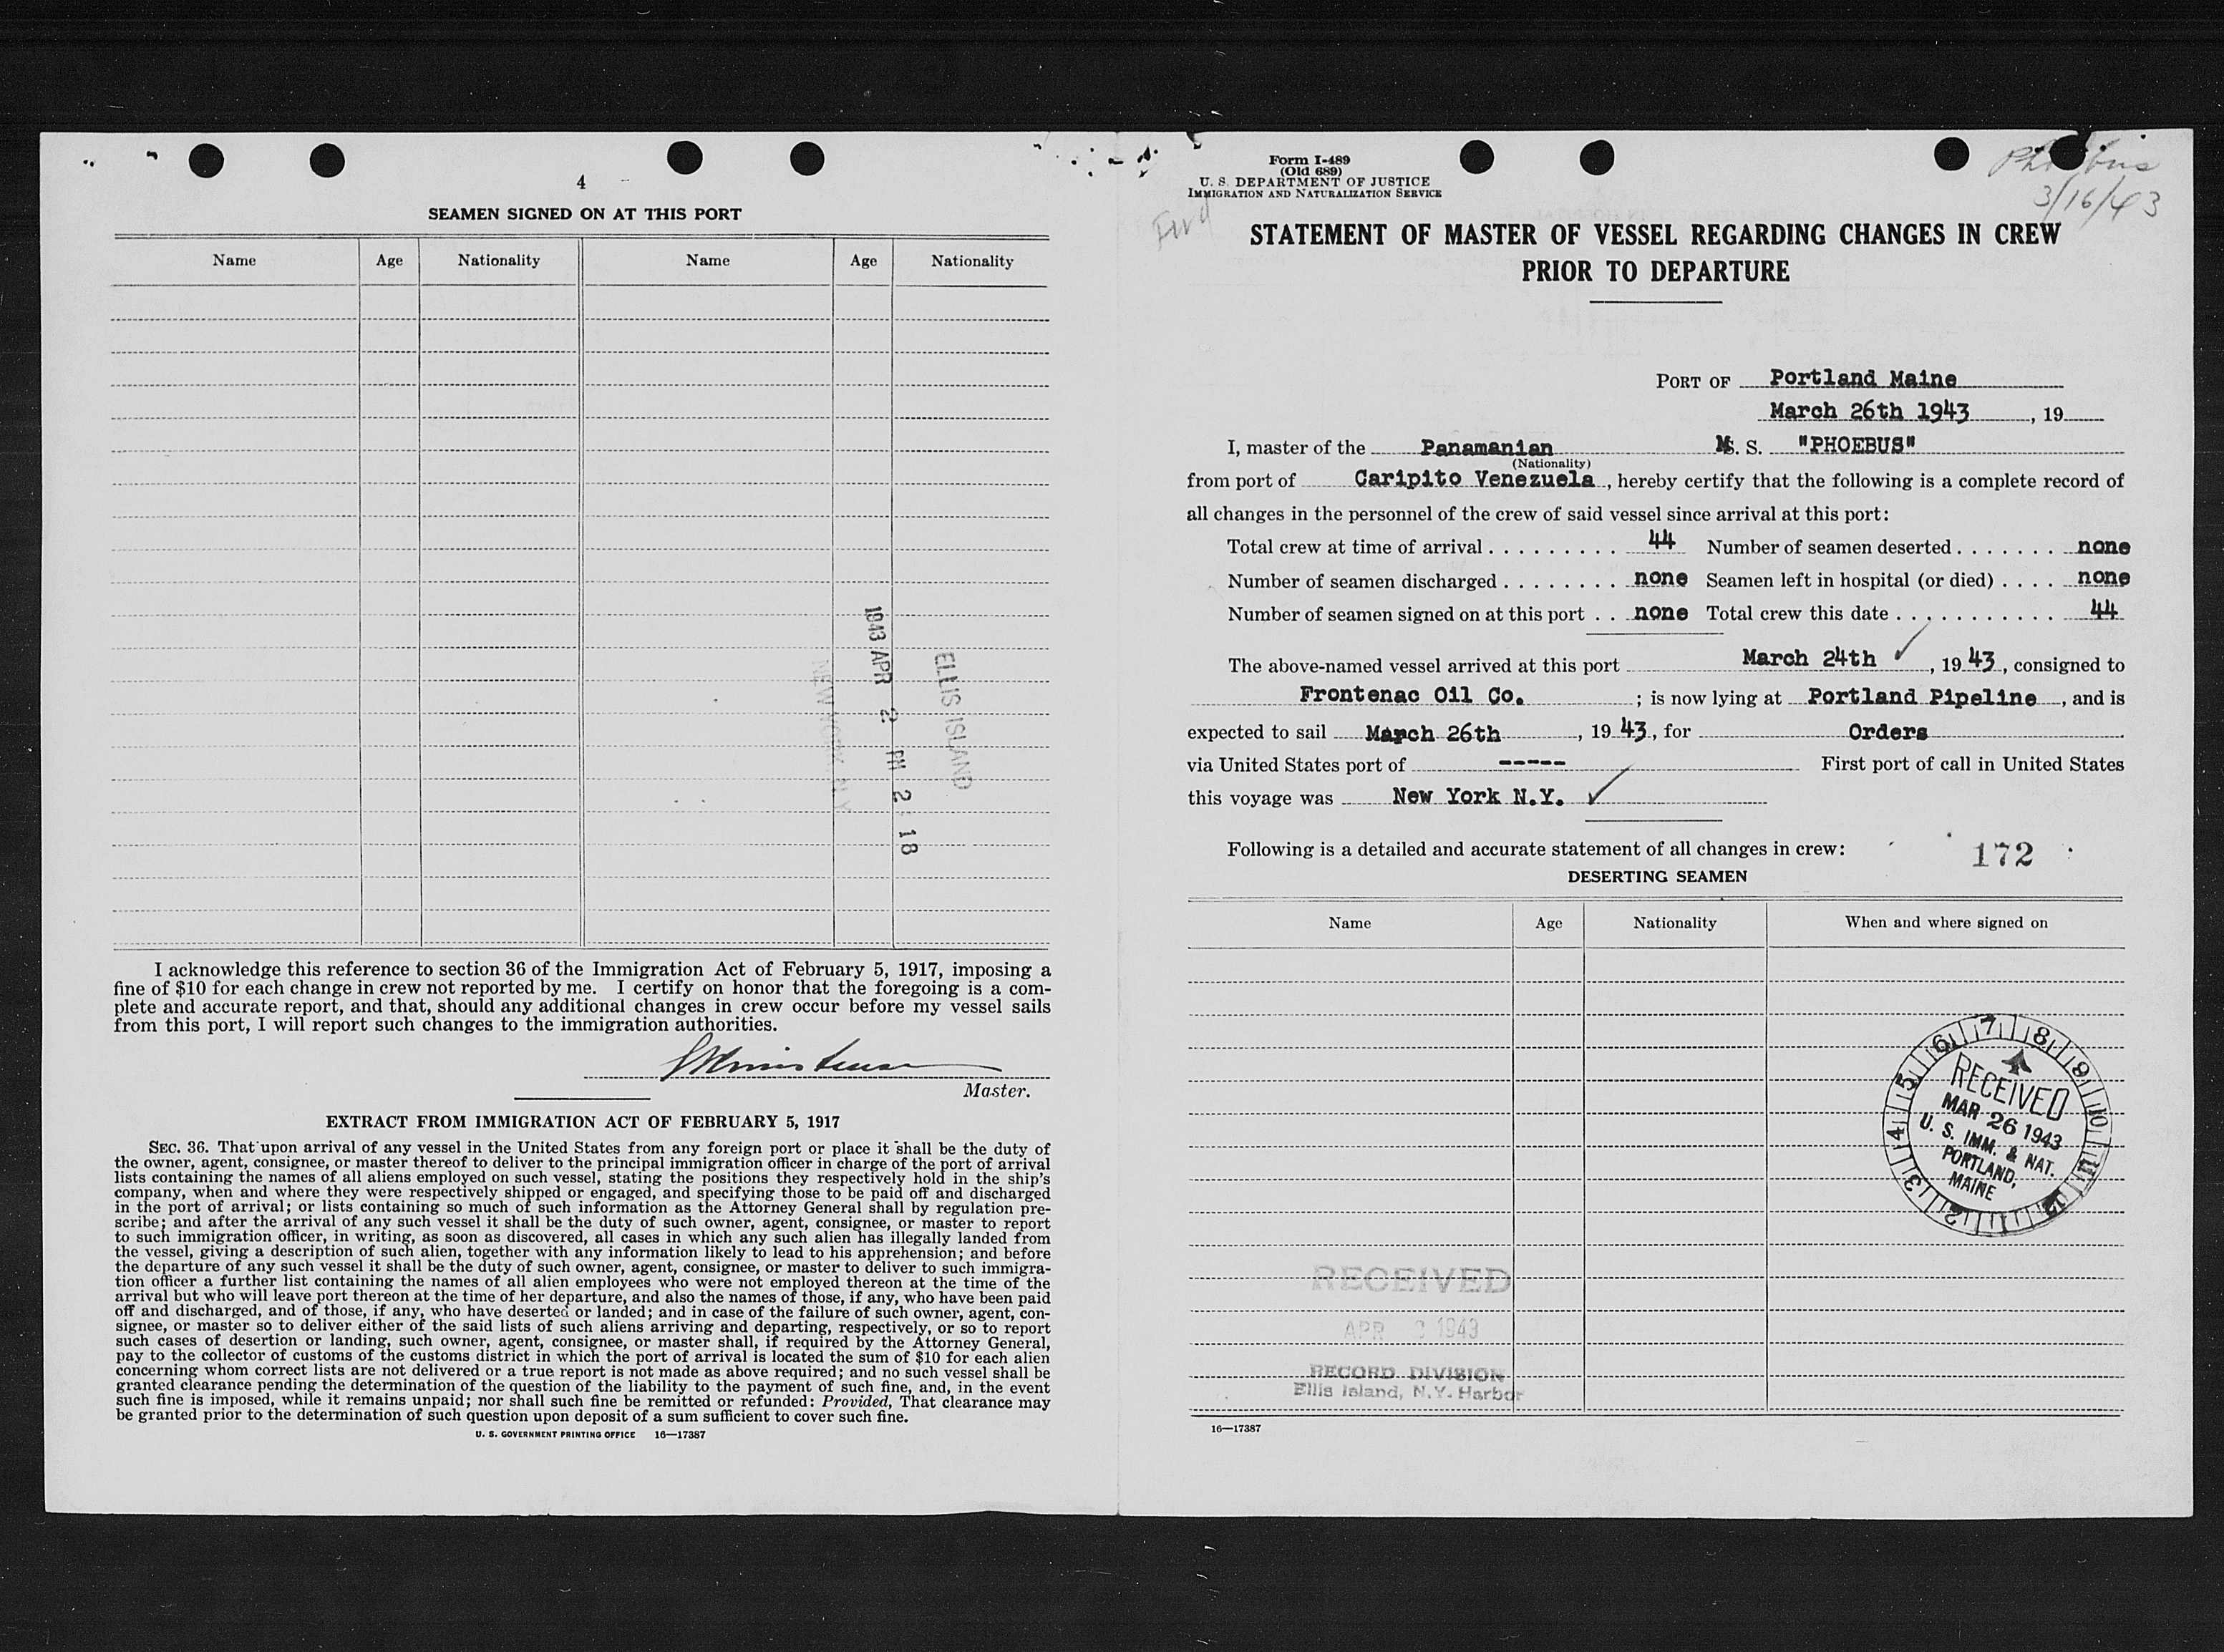 4
SEAMEN SIGNED ON AT THIS PORT
Name Age Nationality Name Age Nationality
1943 APR 2 PM 2 18
ELLIS ISLAND
NEW YORK N.Y.
I acknowledge this reference to section 36 of the Immigration Act of February 5, 1917, imposing a
fine of $10 for each change in crew not reported by me. I certify on honor that the foregoing is a com-
plete and accurate report, and that, should any additional changes in crew occur before my vessel sails
from this port, I will report such changes to the immigration authorities.
Master.
EXTRACT FROM IMMIGRATION ACT OF FEBRUARY 5, 1917
SEC. 36. That upon arrival of any vessel in the United States from any foreign port or place it shall be the duty of
the owner, agent, consignee, or master thereof to deliver to the principal immigration officer in charge of the port of arrival
lists containing the names of all aliens employed on such vessel, stating the positions they respectively hold in the ship's
company, when and where they were respectively shipped or engaged, and specifying those to be paid off and discharged
in the port of arrival; or lists containing so much of such information as the Attorney General shall by regulation pre-
scribe; and after the arrival of any such vessel it shall be the duty of such owner, agent, consignee, or master to report
to such immigration officer, in writing, as soon as discovered, all cases in which any such alien has illegally landed from
the vessel, giving a description of such alien, together with any information likely to lead to his apprehension; and before
the departure of any such vessel it shall be the duty of such owner, agent, consignee, or master to deliver to such immigra-
tion officer a further list containing the names of all alien employees who were not employed thereon at the time of the
arrival but who will leave port thereon at the time of her departure, and also the names of those, if any, who have been paid
off and discharged, and of those, if any, who have deserted or landed; and in case of the failure of such owner, agent, con-
signee, or master so to deliver either of the said lists of such aliens arriving and departing, respectively, or so to report
such cases of desertion or landing, such owner, agent, consignee, or master shall, if required by the Attorney General,
pay to the collector of customs of the customs district in which the port of arrival is located the sum of $10 for each alien
concerning whom correct lists are not delivered or a true report is not made as above required; and no such vessel shall be
granted clearance pending the determination of the question of the liability to the payment of such fine, and, in the event
such fine is imposed, while it remains unpaid; nor shall such fine be remitted or refunded: Provided, That clearance may
be granted prior to the determination of such question upon deposit of a sum sufficient to cover such fine.
U. S. GOVERNMENT PRINTING OFFICE 16—17387
Form I-489
(Old 689)
U. S. DEPARTMENT OF JUSTICE
IMMIGRATION AND NATURALIZATION SERVICE
Phoebus
3/16/43
STATEMENT OF MASTER OF VESSEL REGARDING CHANGES IN CREW
PRIOR TO DEPARTURE
PORT OF Portland Maine
March 26th 1943, 19
I, master of the Panamanian M. S. "PHOEBUS"
(Nationality)
from port of Caripito Venezuela, hereby certify that the following is a complete record of
all changes in the personnel of the crew of said vessel since arrival at this port:
Total crew at time of arrival . . . . . . . . . 44 Number of seamen deserted . . . . . . . none
Number of seamen discharged . . . . . . . . none Seamen left in hospital (or died) . . . . none
Number of seamen signed on at this port . . none Total crew this date . . . . . . . . . . . 44
The above-named vessel arrived at this port March 24th, 19 43, consigned to
Frontenac Oil Co. ; is now lying at Portland Pipeline, and is
expected to sail March 26th, 19 43, for Orders
via United States port of ----- First port of call in United States
this voyage was New York N.Y.
Following is a detailed and accurate statement of all changes in crew: 172
DESERTING SEAMEN
Name Age Nationality When and where signed on
1 2 3 4 5 6 7 8 9 10 11 12
RECEIVED
MAR 26 1943
U. S. IMM. & NAT.
PORTLAND,
MAINE
RECEIVED
APR 1943
RECORD DIVISION
Ellis Island, N.Y. Harbor
16—17387